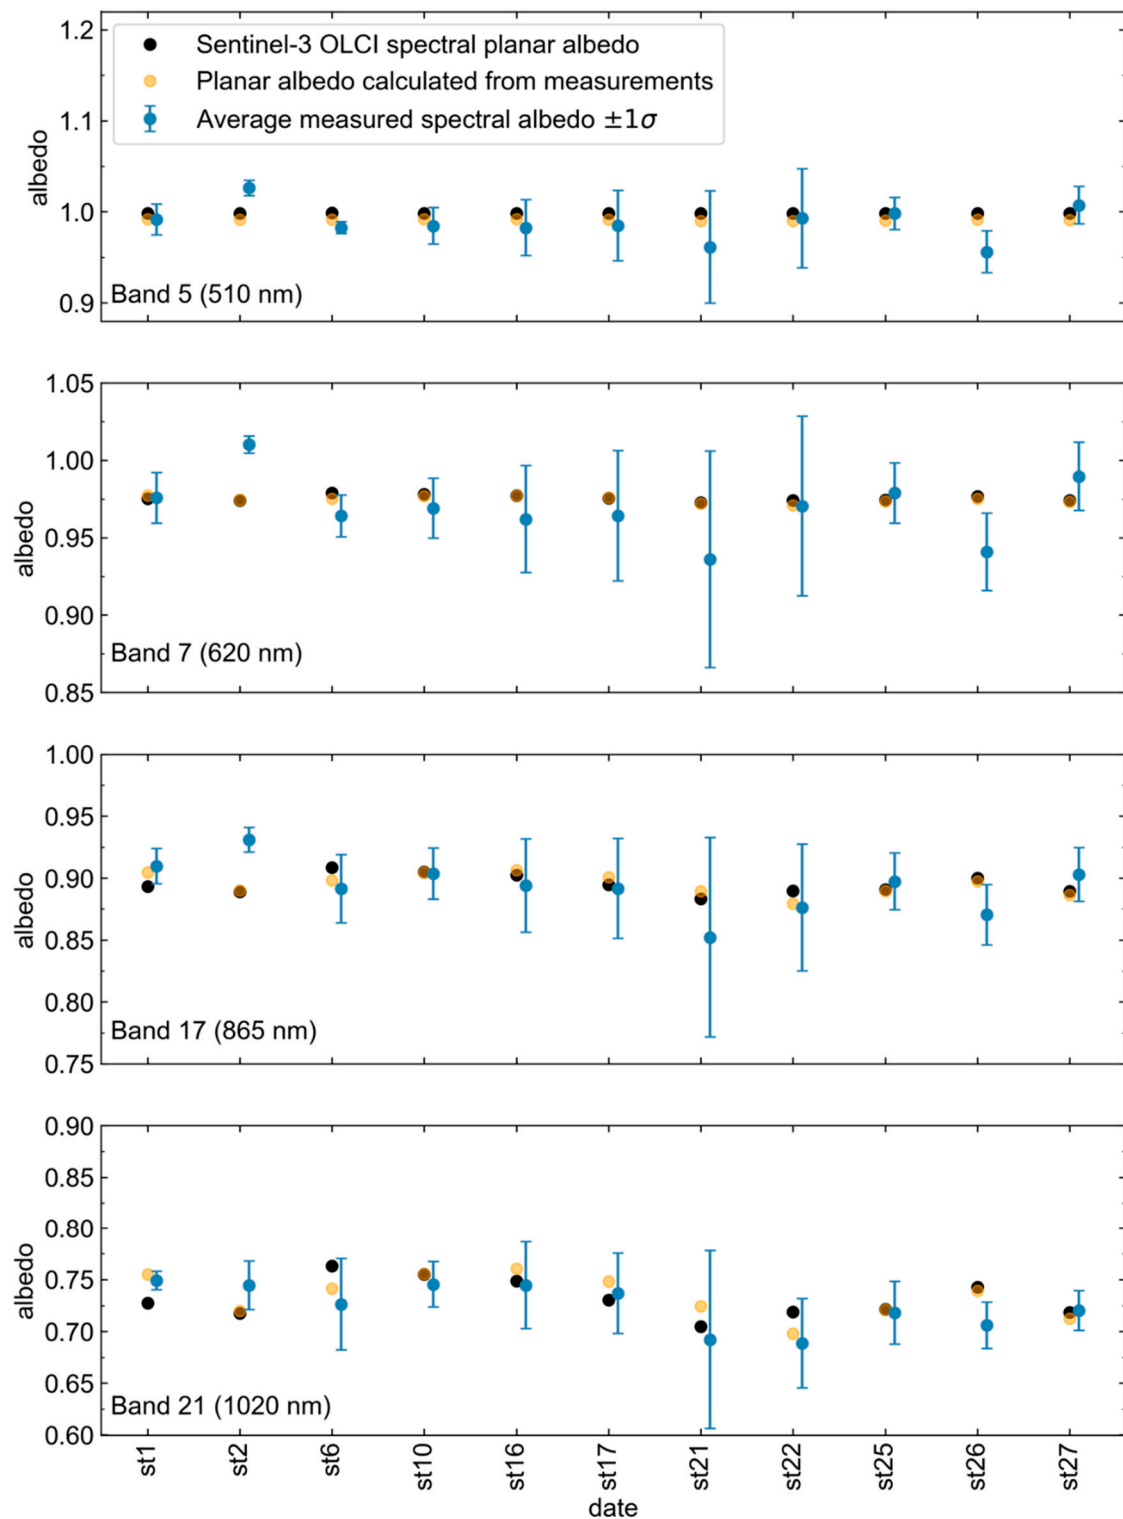 1.2
1.1
1.0
0.9
albedo
Sentinel-3 OLCI spectral planar albedo
Planar albedo calculated from measurements
Average measured spectral albedo ±1σ
Band 5 (510 nm)
1.05
1.00
0.95
0.90
0.85
albedo
Band 7 (620 nm)
1.00
0.95
0.90
0.85
0.80
0.75
albedo
Band 17 (865 nm)
0.90
0.85
0.80
0.75
0.70
0.65
0.60
albedo
Band 21 (1020 nm)
st1 st2 st6 st10 st16 st17 st21 st22 st25 st26 st27
date